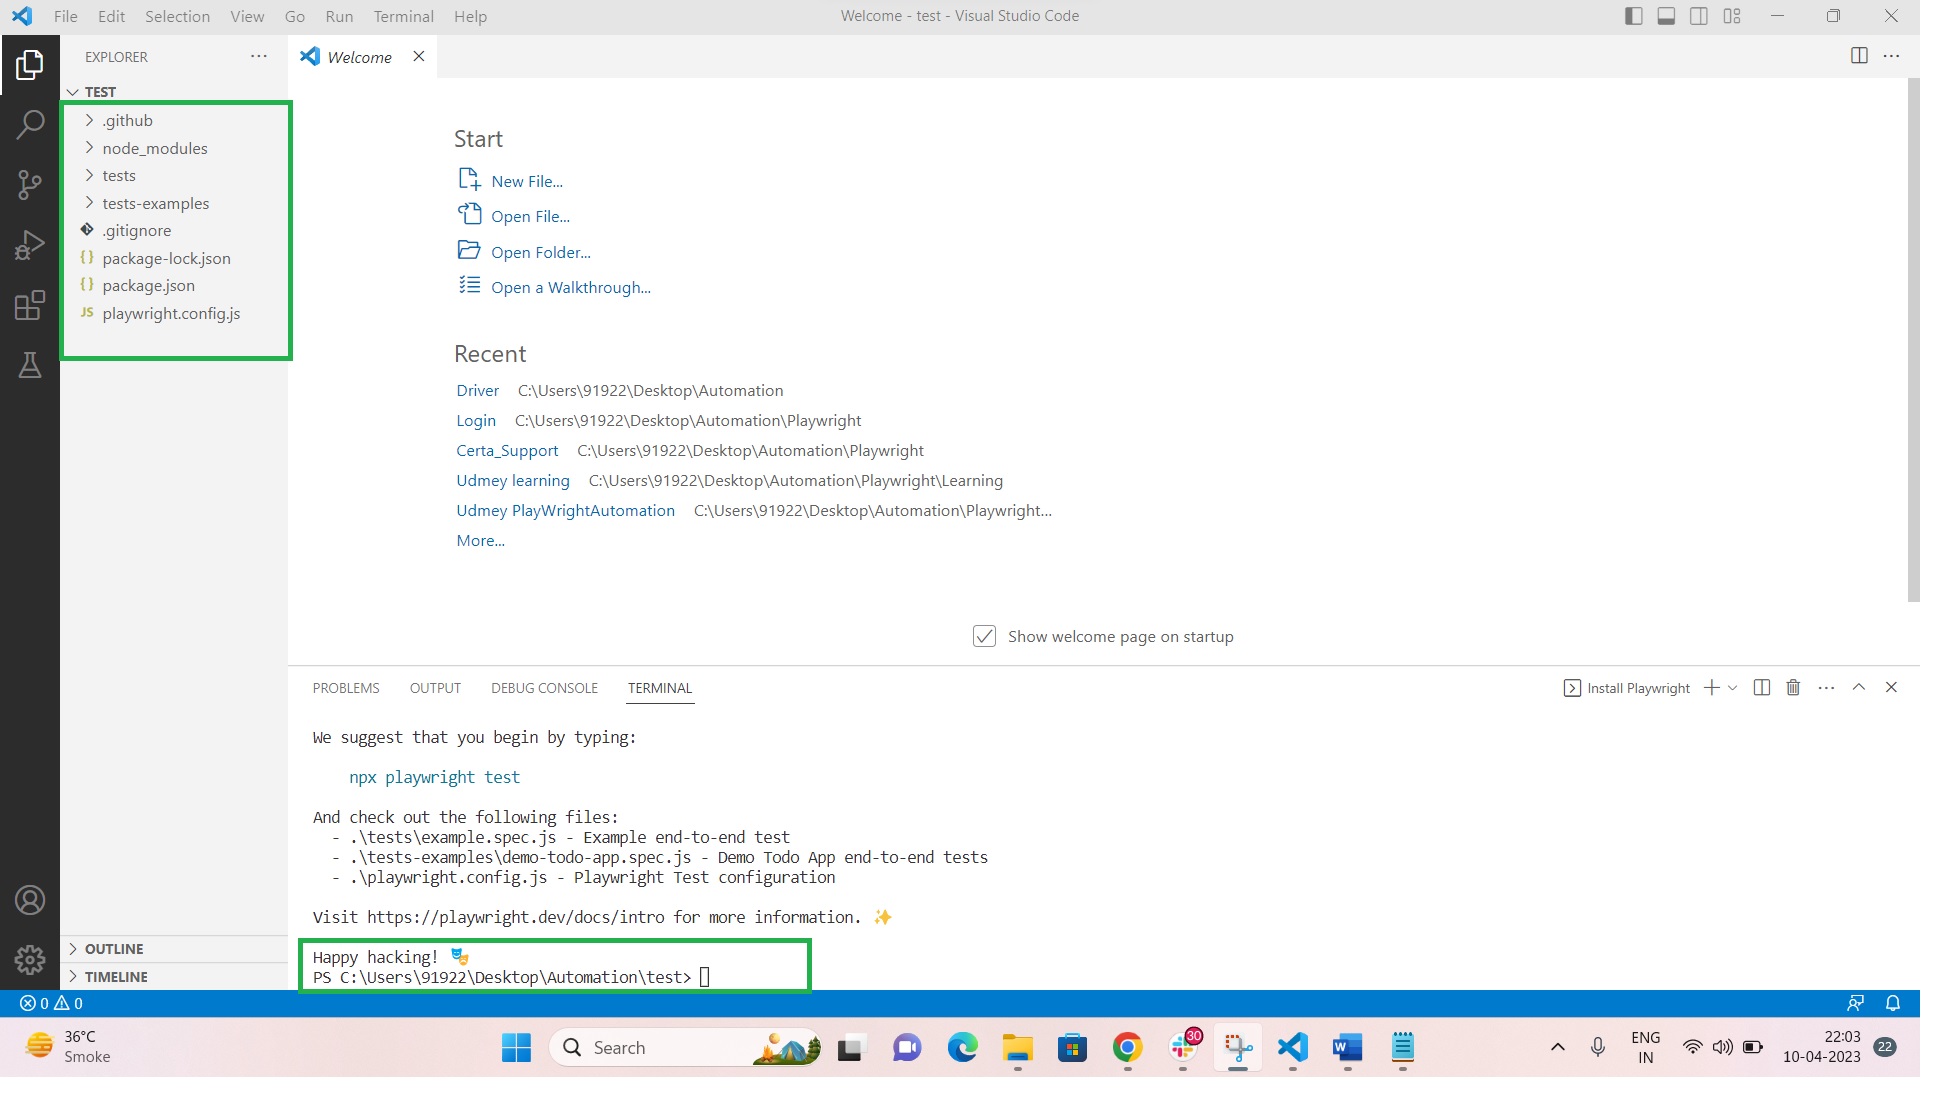 File Edit Selection View Go Run Terminal Help
Welcome - test - Visual Studio Code
EXPLORER
Welcome
TEST
.github
node_modules
tests
tests-examples
.gitignore
{} package-lock.json
{} package.json
JS playwright.config.js
OUTLINE
TIMELINE
Start
New File...
Open File...
Open Folder...
Open a Walkthrough...
Recent
Driver C:\Users\91922\Desktop\Automation
Login C:\Users\91922\Desktop\Automation\Playwright
Certa_Support C:\Users\91922\Desktop\Automation\Playwright
Udmey learning C:\Users\91922\Desktop\Automation\Playwright\Learning
Udmey PlayWrightAutomation C:\Users\91922\Desktop\Automation\Playwright...
More...
Show welcome page on startup
PROBLEMS OUTPUT DEBUG CONSOLE TERMINAL
Install Playwright
We suggest that you begin by typing:
npx playwright test
And check out the following files:
- .\tests\example.spec.js - Example end-to-end test
- .\tests-examples\demo-todo-app.spec.js - Demo Todo App end-to-end tests
- .\playwright.config.js - Playwright Test configuration
Visit https://playwright.dev/docs/intro for more information. ✨
Happy hacking! 🎭
PS C:\Users\91922\Desktop\Automation\test>
0 0
36°C
Smoke
Search
30
W
ENG
IN
22:03
10-04-2023
22